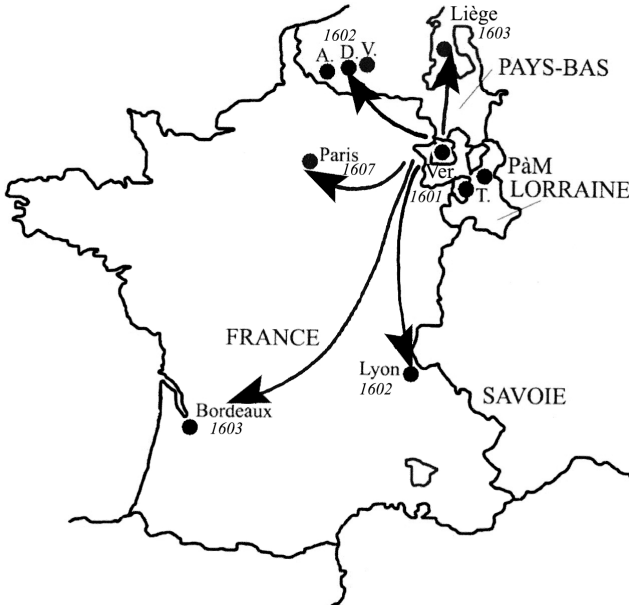 Liège
1603
1602
A. D. V.
PAYS-BAS
Paris
1607
Ver.
1601
T.
PàM
LORRAINE
FRANCE
Lyon
1602
SAVOIE
Bordeaux
1603